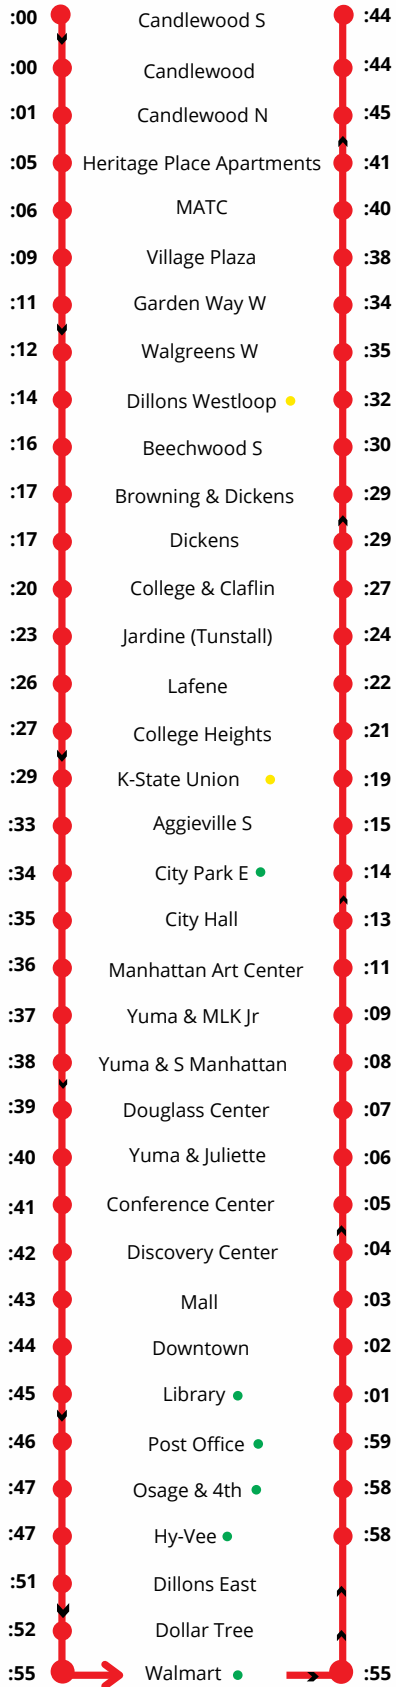 :00 Candlewood S :44
:00 Candlewood :44
:01 Candlewood N :45
:05 Heritage Place Apartments :41
:06 MATC :40
:09 Village Plaza :38
:11 Garden Way W :34
:12 Walgreens W :35
:14 Dillons Westloop :32
:16 Beechwood S :30
:17 Browning & Dickens :29
:17 Dickens :29
:20 College & Claflin :27
:23 Jardine (Tunstall) :24
:26 Lafene :22
:27 College Heights :21
:29 K-State Union :19
:33 Aggieville S :15
:34 City Park E :14
:35 City Hall :13
:36 Manhattan Art Center :11
:37 Yuma & MLK Jr :09
:38 Yuma & S Manhattan :08
:39 Douglass Center :07
:40 Yuma & Juliette :06
:41 Conference Center :05
:42 Discovery Center :04
:43 Mall :03
:44 Downtown :02
:45 Library :01
:46 Post Office :59
:47 Osage & 4th :58
:47 Hy-Vee :58
:51 Dillons East
:52 Dollar Tree
:55 Walmart :55